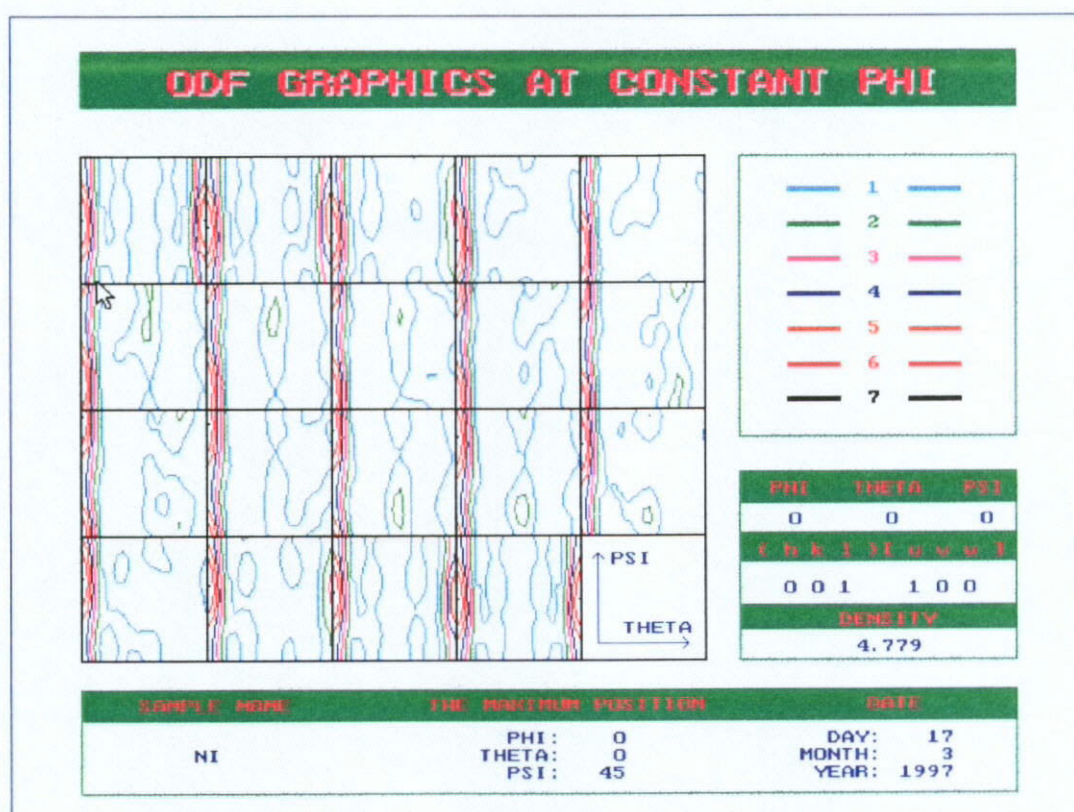 ODF GRAPHICS AT CONSTANT PHI
1
2
3
4
5
6
7
PSI
THETA
PHI THETA PSI
0 0 0
( h k l )[ u v w ]
0 0 1 1 0 0
DENSITY
4.779
SAMPLE NAME THE MAXIMUM POSITION DATE
NI
PHI: 0
THETA: 0
PSI: 45
DAY: 17
MONTH: 3
YEAR: 1997